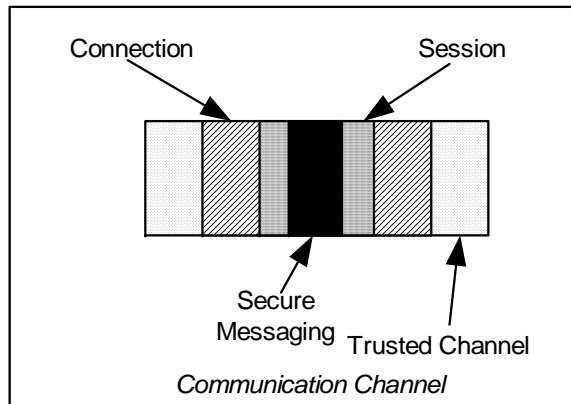 Connection
Session
Secure
Messaging
Trusted Channel
Communication Channel